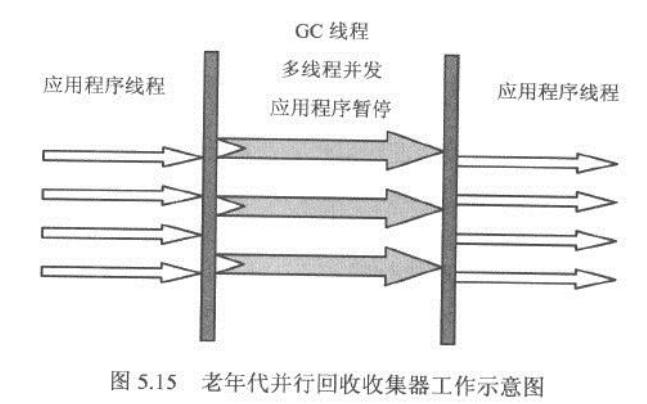 GC 线程
多线程并发
应用程序暂停
应用程序线程
应用程序线程
图 5.15 老年代并行回收收集器工作示意图